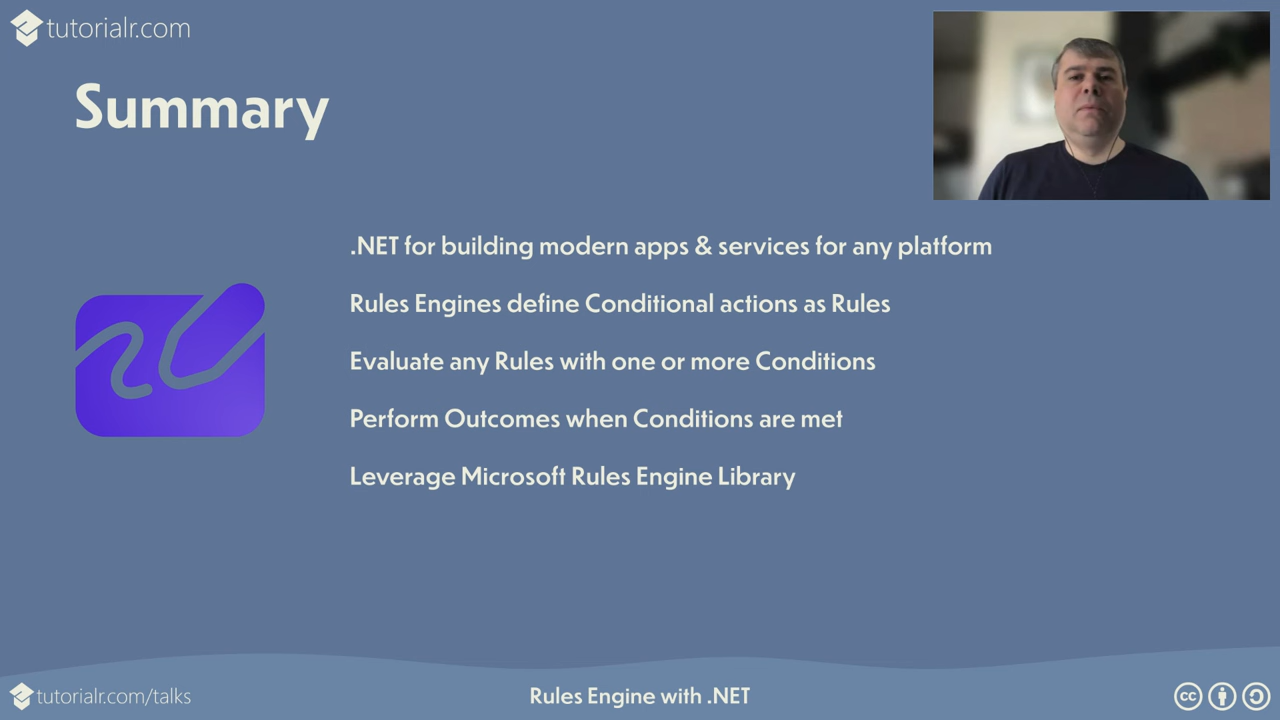 tutorialr.com
Summary
.NET for building modern apps & services for any platform
Rules Engines define Conditional actions as Rules
Evaluate any Rules with one or more Conditions
Perform Outcomes when Conditions are met
Leverage Microsoft Rules Engine Library
tutorialr.com/talks
Rules Engine with .NET
cc